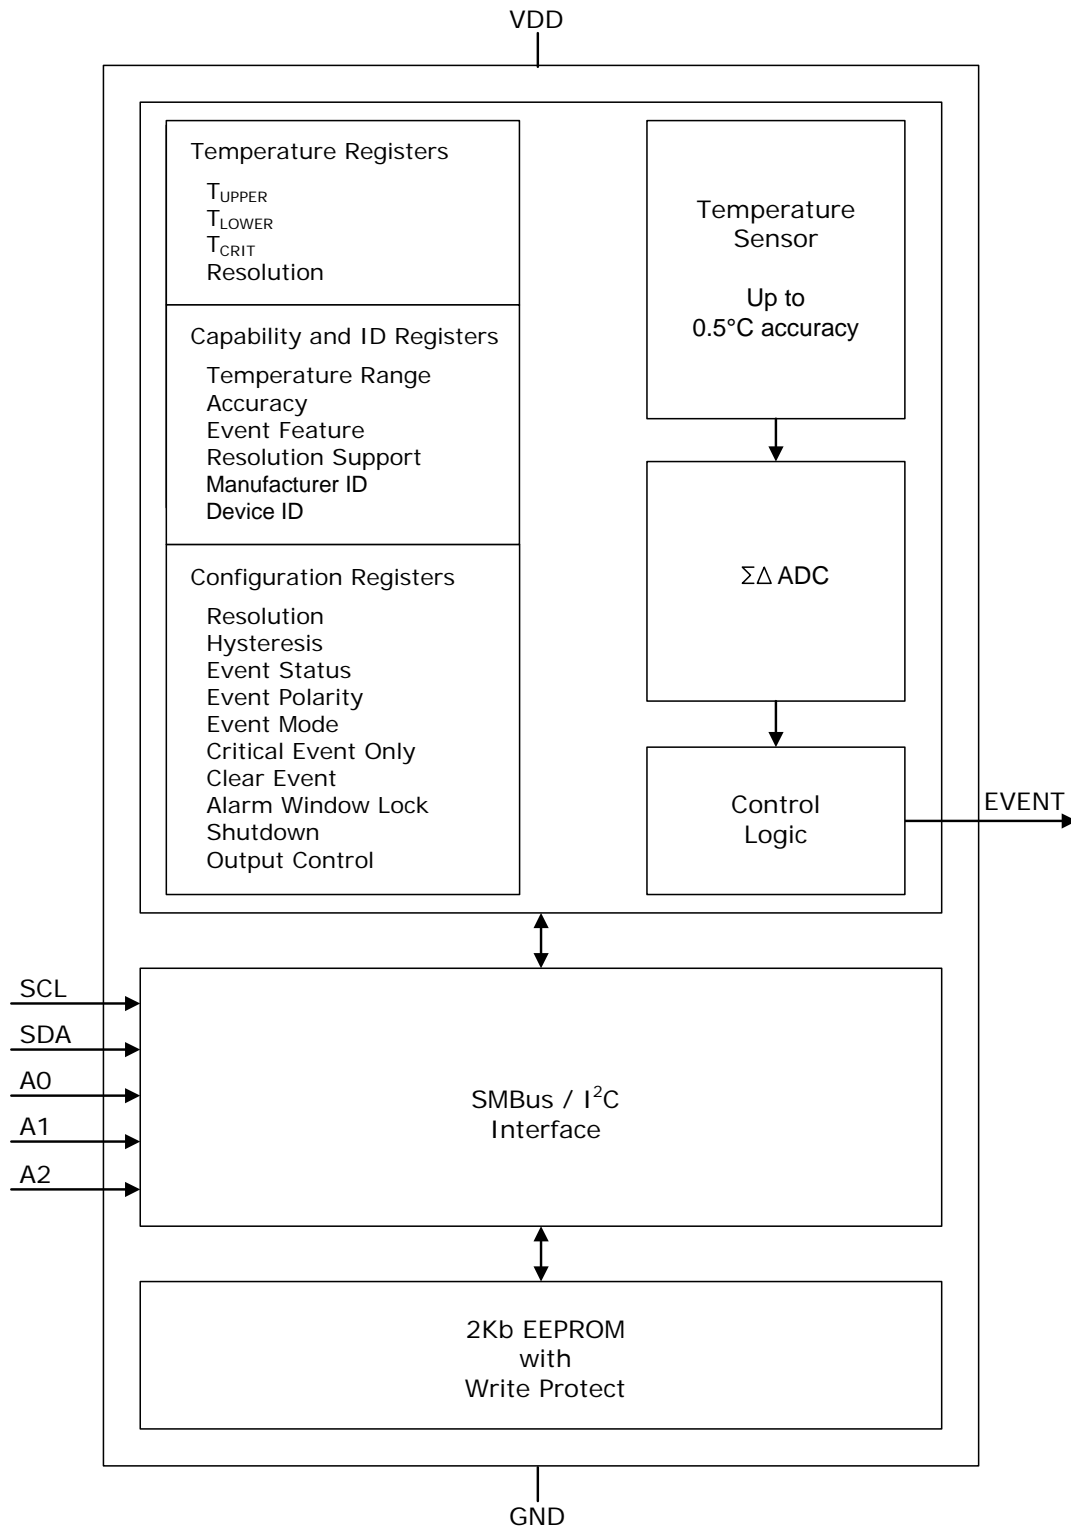 VDD
Temperature Registers
T_UPPER
T_LOWER
T_CRIT
Resolution
Capability and ID Registers
Temperature Range
Accuracy
Event Feature
Resolution Support
Manufacturer ID
Device ID
Configuration Registers
Resolution
Hysteresis
Event Status
Event Polarity
Event Mode
Critical Event Only
Clear Event
Alarm Window Lock
Shutdown
Output Control
Temperature
Sensor
Up to
0.5°C accuracy
ΣΔ ADC
Control
Logic
EVENT
SCL
SDA
A0
A1
A2
SMBus / I²C
Interface
2Kb EEPROM
with
Write Protect
GND